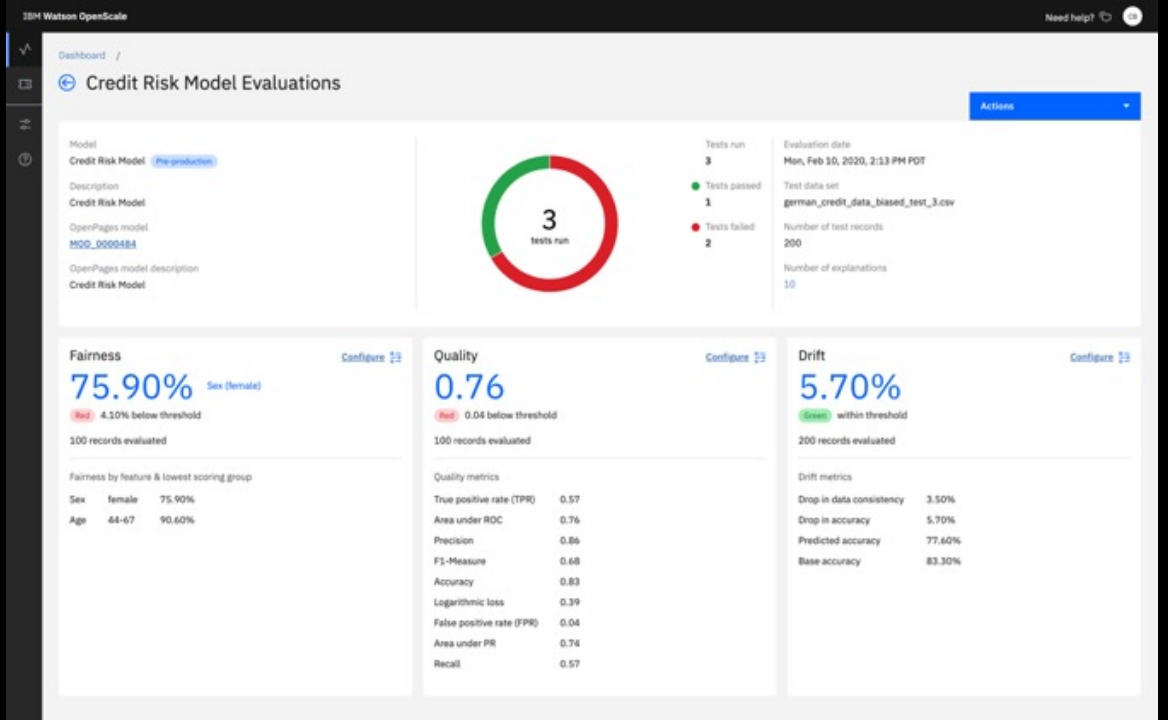 IBM Watson OpenScale
Need help?
CB
Dashboard /
Credit Risk Model Evaluations
Actions
Model
Credit Risk Model Pre-production
Description
Credit Risk Model
OpenPages model
MOD_0000484
OpenPages model description
Credit Risk Model
3
tests run
Tests run
3
Tests passed
1
Tests failed
2
Evaluation date
Mon, Feb 10, 2020, 2:13 PM PDT
Test data set
german_credit_data_biased_test_3.csv
Number of test records
200
Number of explanations
10
Fairness Configure
75.90% Sex (female)
Red 4.10% below threshold
100 records evaluated
Fairness by feature & lowest scoring group
Sex female 75.90%
Age 44-67 90.60%
Quality Configure
0.76
Red 0.04 below threshold
100 records evaluated
Quality metrics
True positive rate (TPR) 0.57
Area under ROC 0.76
Precision 0.86
F1-Measure 0.68
Accuracy 0.83
Logarithmic loss 0.39
False positive rate (FPR) 0.04
Area under PR 0.74
Recall 0.57
Drift Configure
5.70%
Green within threshold
200 records evaluated
Drift metrics
Drop in data consistency 3.50%
Drop in accuracy 5.70%
Predicted accuracy 77.60%
Base accuracy 83.30%